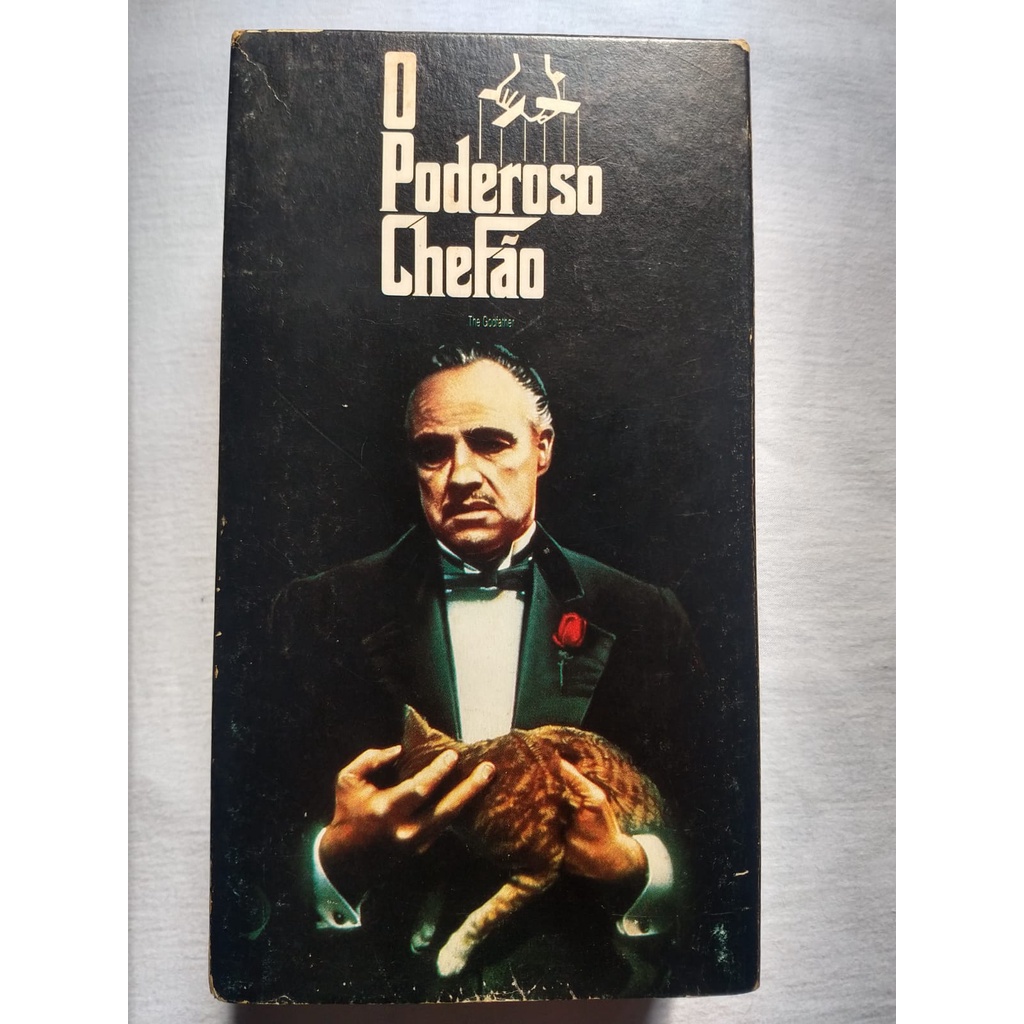 O
Poderoso
Chefão
The Godfather